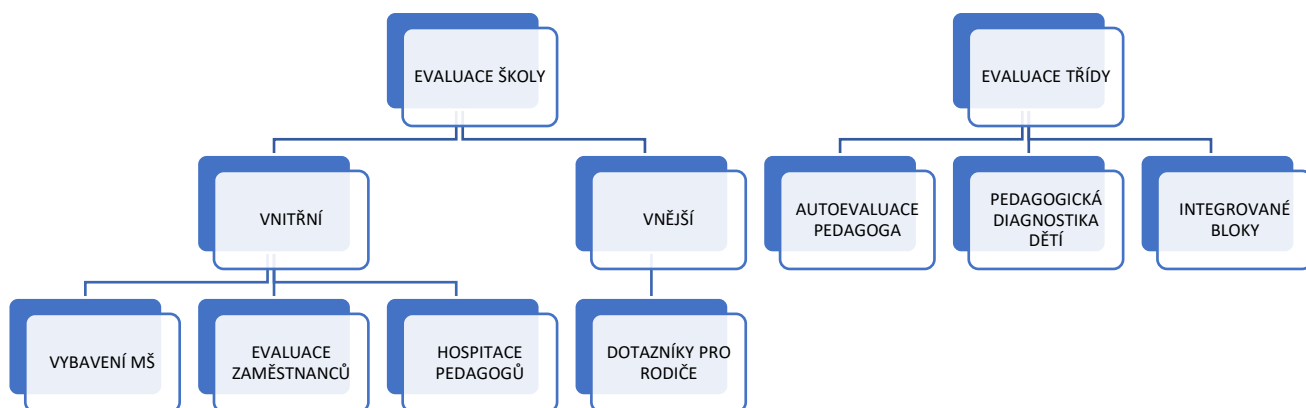 EVALUACE ŠKOLY
EVALUACE TŘÍDY
VNITŘNÍ
VNĚJŠÍ
AUTOEVALUACE
PEDAGOGA
PEDAGOGICKÁ
DIAGNOSTIKA
DĚTÍ
INTEGROVANÉ
BLOKY
VYBAVENÍ MŠ
EVALUACE
ZAMĚSTNANCŮ
HOSPITACE
PEDAGOGŮ
DOTAZNÍKY PRO
RODIČE